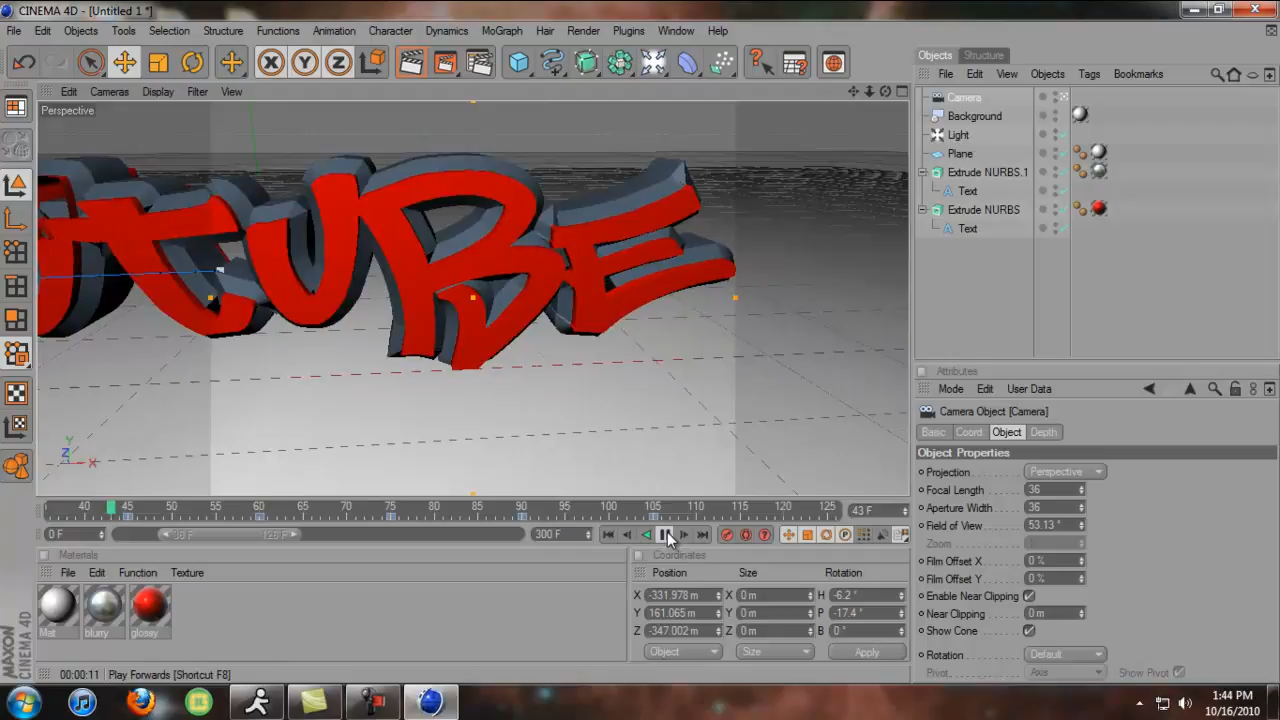 CINEMA 4D - [Untitled 1 *]
File Edit Objects Tools Selection Structure Functions Animation Character Dynamics MoGraph Hair Render Plugins Window Help
X Y Z
Objects Structure
File Edit View Objects Tags Bookmarks
Edit Cameras Display Filter View
Perspective
Camera
Background
Light
Plane
Extrude NURBS.1
Text
Extrude NURBS
Text
TURE
Y
Z
X
Attributes
Mode Edit User Data
Camera Object [Camera]
Basic Coord Object Depth
Object Properties
Projection Perspective
Focal Length 36
Aperture Width 36
Field of View 53.13 °
Zoom
Film Offset X 0 %
Film Offset Y 0 %
Enable Near Clipping
Near Clipping 0 m
Show Cone
Rotation Default
Pivot Axis Show Pivot
40 45 50 55 60 65 70 75 80 85 90 95 100 105 110 115 120 125 43 F
0 F 300 F
P
Materials
File Edit Function Texture
Mat blurry glossy
Coordinates
Position Size Rotation
X -331.978 m X 0 m H -6.2 °
Y 161.065 m Y 0 m P -17.4 °
Z -347.002 m Z 0 m B 0 °
Object Size Apply
MAXON
CINEMA 4D
00:00:11 Play Forwards [Shortcut F8]
1:44 PM
10/16/2010